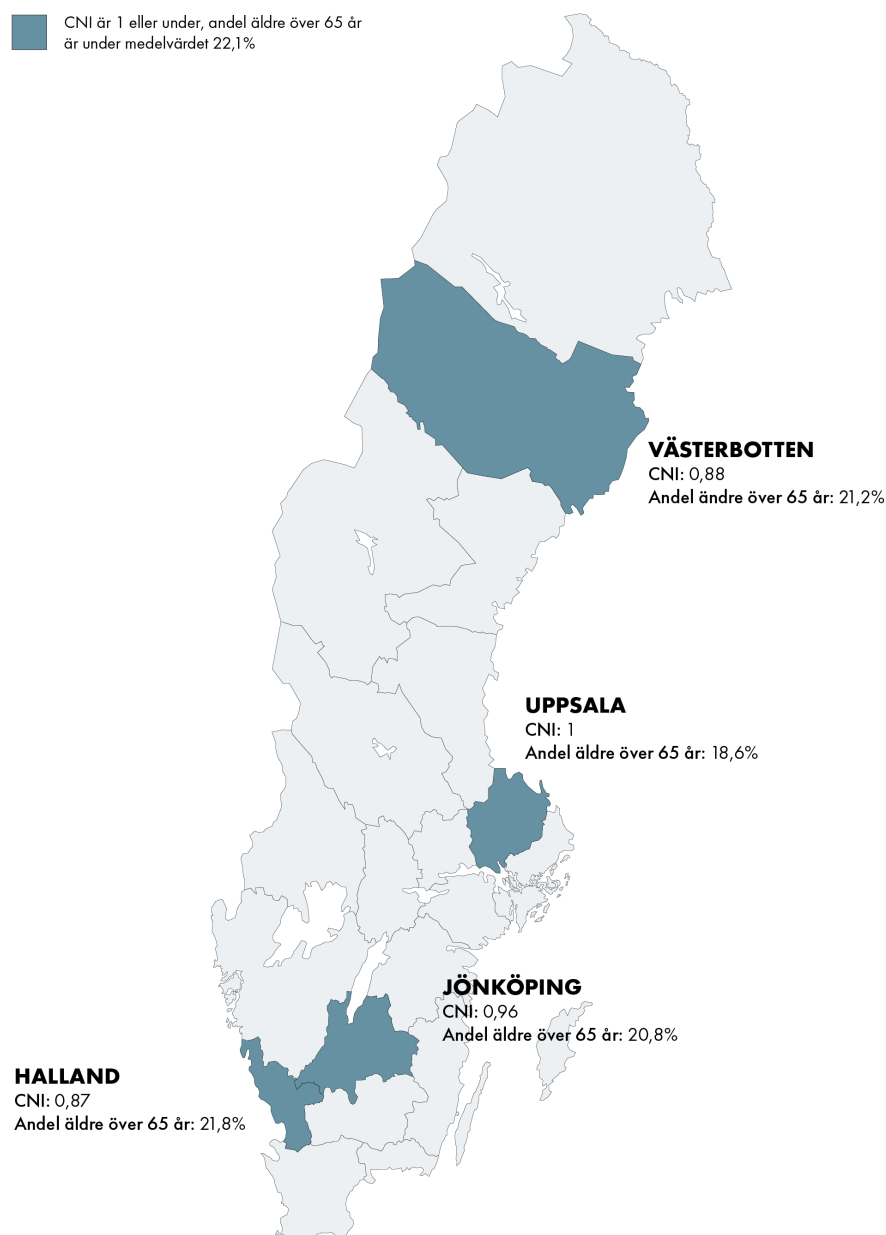 CNI är 1 eller under, andel äldre över 65 år
är under medelvärdet 22,1%
VÄSTERBOTTEN
CNI: 0,88
Andel ändre över 65 år: 21,2%
UPPSALA
CNI: 1
Andel äldre över 65 år: 18,6%
JÖNKÖPING
CNI: 0,96
Andel äldre över 65 år: 20,8%
HALLAND
CNI: 0,87
Andel äldre över 65 år: 21,8%